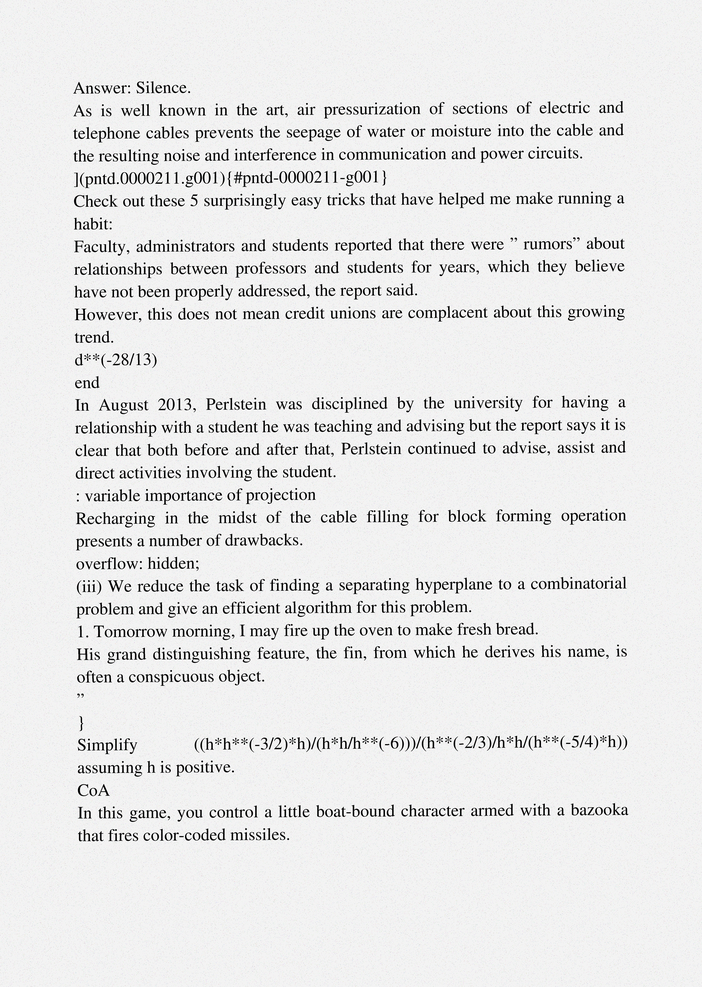 Answer: Silence.
As is well known in the art, air pressurization of sections of electric and
telephone cables prevents the seepage of water or moisture into the cable and
the resulting noise and interference in communication and power circuits.
](pntd.0000211.g001){#pntd-0000211-g001}
Check out these 5 surprisingly easy tricks that have helped me make running a
habit:
Faculty, administrators and students reported that there were ” rumors” about
relationships between professors and students for years, which they believe
have not been properly addressed, the report said.
However, this does not mean credit unions are complacent about this growing
trend.
d**(-28/13)
end
In August 2013, Perlstein was disciplined by the university for having a
relationship with a student he was teaching and advising but the report says it is
clear that both before and after that, Perlstein continued to advise, assist and
direct activities involving the student.
: variable importance of projection
Recharging in the midst of the cable filling for block forming operation
presents a number of drawbacks.
overflow: hidden;
(iii) We reduce the task of finding a separating hyperplane to a combinatorial
problem and give an efficient algorithm for this problem.
1. Tomorrow morning, I may fire up the oven to make fresh bread.
His grand distinguishing feature, the fin, from which he derives his name, is
often a conspicuous object.
”
}
Simplify ((h*h**(-3/2)*h)/(h*h/h**(-6)))/(h**(-2/3)/h*h/(h**(-5/4)*h))
assuming h is positive.
CoA
In this game, you control a little boat-bound character armed with a bazooka
that fires color-coded missiles.